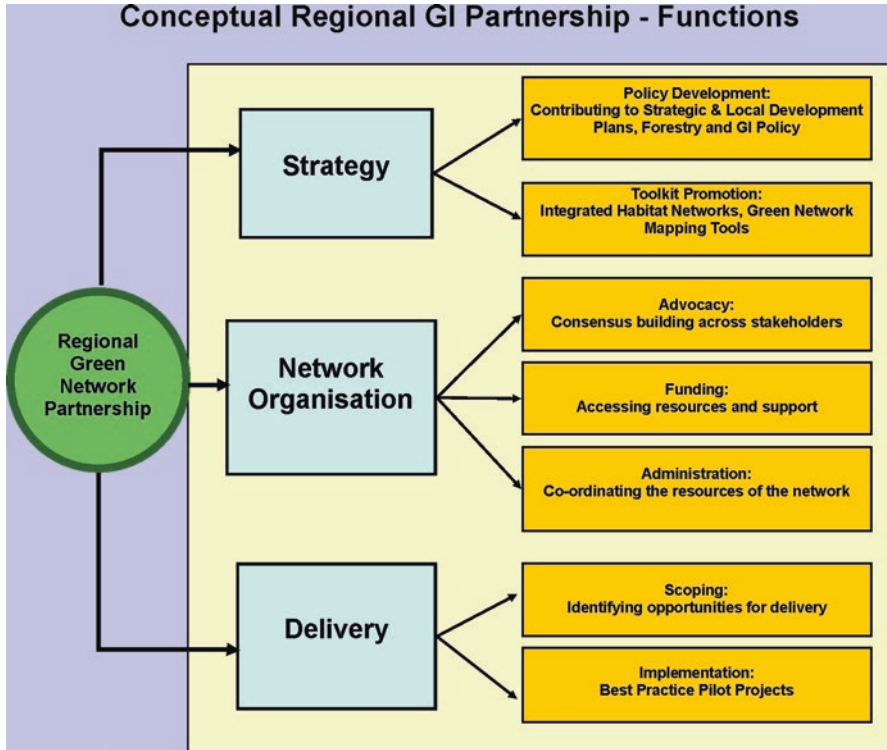 Conceptual Regional GI Partnership - Functions
Regional
Green
Network
Partnership
Strategy
Policy Development:
Contributing to Strategic & Local Development
Plans, Forestry and GI Policy
Toolkit Promotion:
Integrated Habitat Networks, Green Network
Mapping Tools
Network
Organisation
Advocacy:
Consensus building across stakeholders
Funding:
Accessing resources and support
Administration:
Co-ordinating the resources of the network
Delivery
Scoping:
Identifying opportunities for delivery
Implementation:
Best Practice Pilot Projects